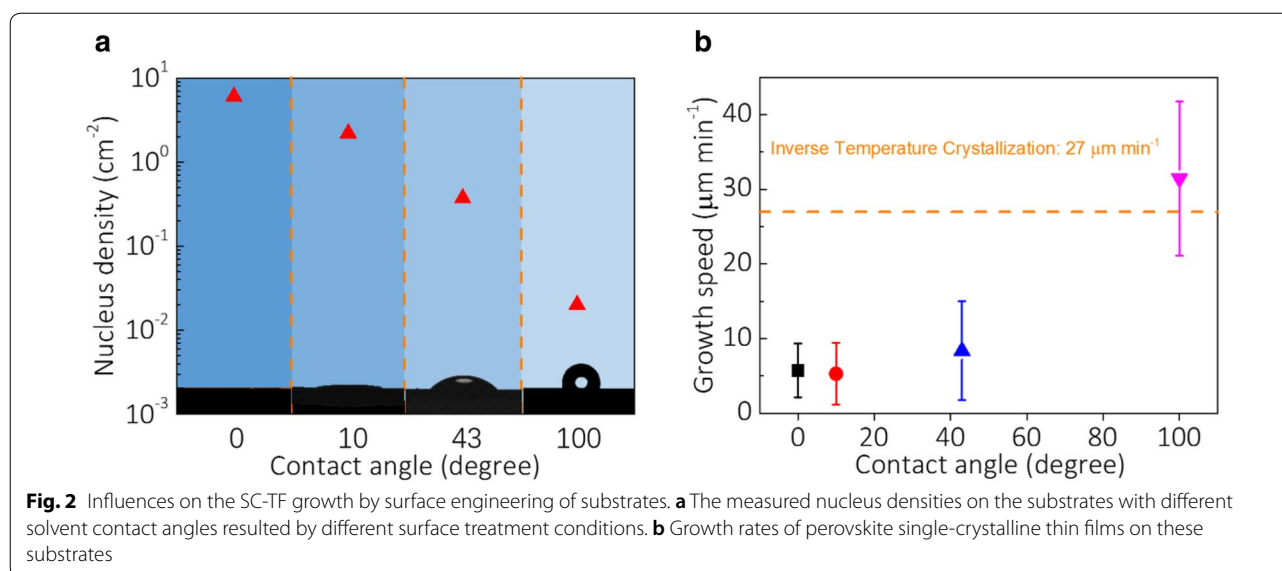 a
10¹
10⁰
10⁻¹
10⁻²
10⁻³
Nucleus density (cm⁻²)
0 10 43 100
Contact angle (degree)
b
40
30
20
10
0
Growth speed (μm min⁻¹)
Inverse Temperature Crystallization: 27 μm min⁻¹
0 20 40 60 80 100
Contact angle (degree)
Fig. 2 Influences on the SC-TF growth by surface engineering of substrates. a The measured nucleus densities on the substrates with different
solvent contact angles resulted by different surface treatment conditions. b Growth rates of perovskite single-crystalline thin films on these
substrates